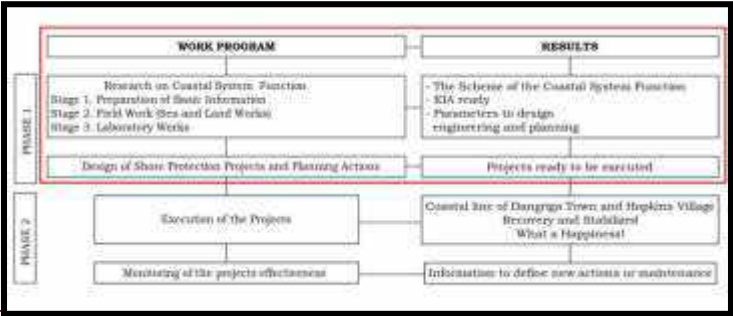 WORK PROGRAM
RESULTS
PHASE 1
Research on Coastal System Function
Stage 1. Preparation of Basic Information
Stage 2. Field Work (Sea and Land Works)
Stage 3. Laboratory Works
- The Scheme of the Coastal System Function
- EIA ready
- Parameters to design
engineering and planning
Design of Shore Protection Projects and Planning Actions
Projects ready to be executed
PHASE 2
Execution of the Projects
Coastal line of Dangriga Town and Hopkins Village
Recovery and Stabilized
What a Happiness!
Monitoring of the projects effectiveness
Information to define new actions or maintenance